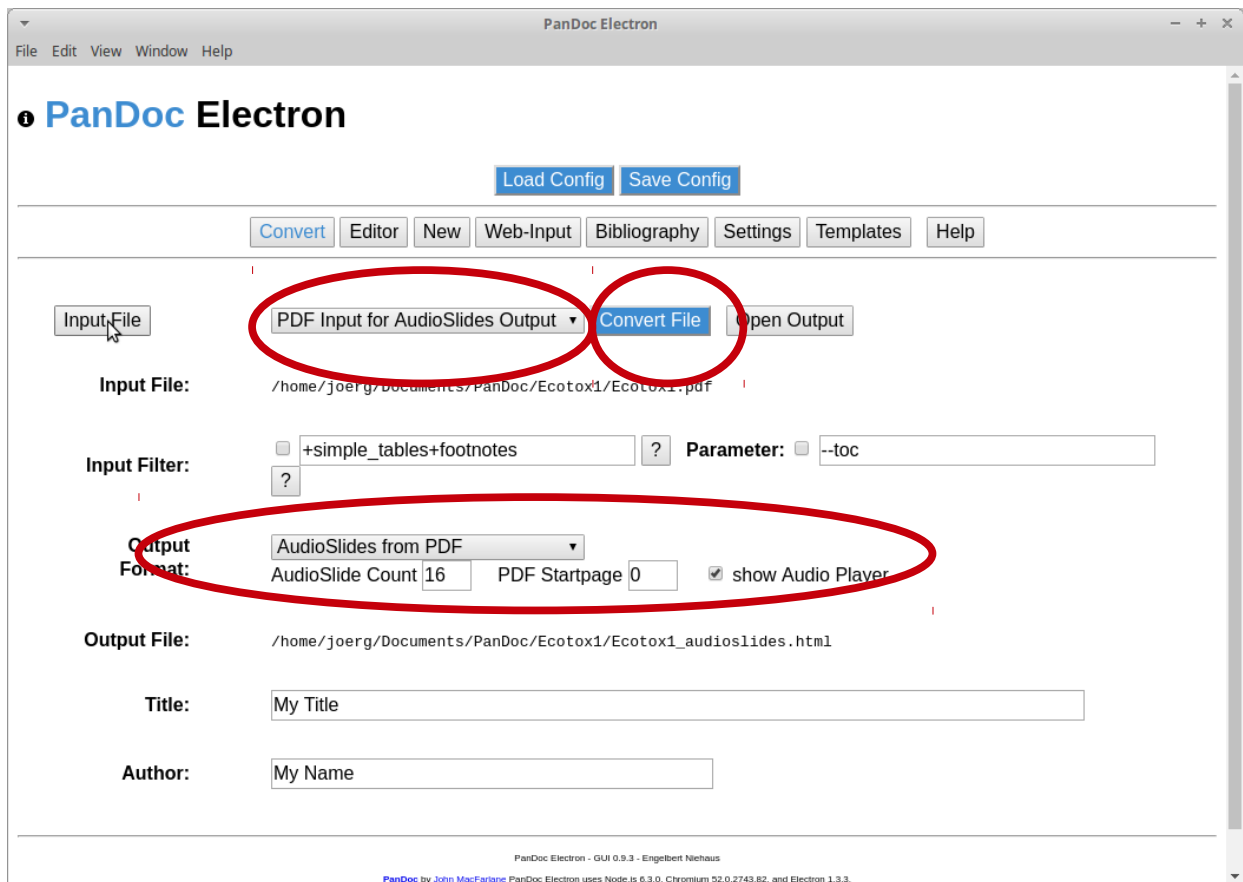 PanDoc Electron
File Edit View Window Help
PanDoc Electron
Load Config Save Config
Convert Editor New Web-Input Bibliography Settings Templates Help
Input File PDF Input for AudioSlides Output Convert File Open Output
Input File: /home/joerg/Documents/PanDoc/Ecotox1/Ecotox1.pdf
Input Filter: +simple_tables+footnotes ? Parameter: --toc
?
Output Format: AudioSlides from PDF
AudioSlide Count 16 PDF Startpage 0 show Audio Player
Output File: /home/joerg/Documents/PanDoc/Ecotox1/Ecotox1_audioslides.html
Title: My Title
Author: My Name
PanDoc Electron - GUI 0.9.3 - Engelbert Niehaus
PanDoc by John MacFarlane PanDoc Electron uses Node.js 6.3.0, Chromium 52.0.2743.82, and Electron 1.3.3.